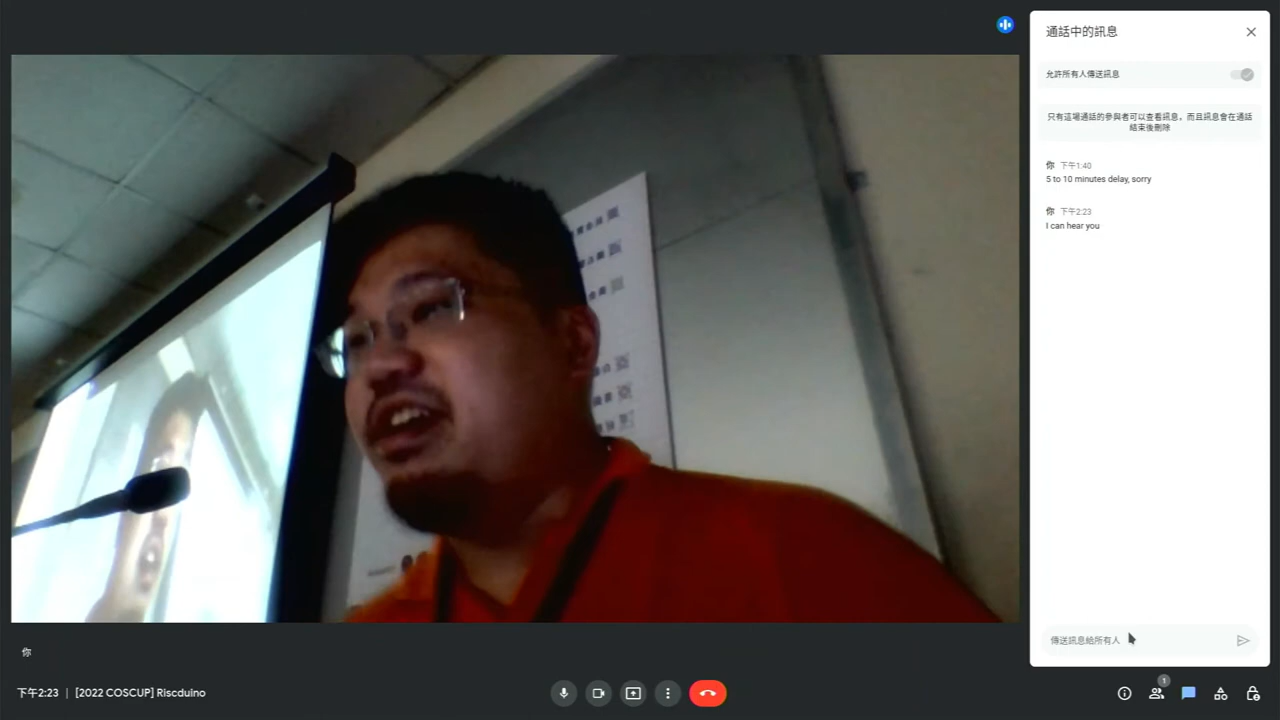 通話中的訊息
允許所有人傳送訊息
只有這場通話的參與者可以查看訊息，而且訊息會在通話
結束後刪除
你 下午1:40
5 to 10 minutes delay, sorry
你 下午2:23
I can hear you
傳送訊息給所有人
你
下午2:23 | [2022 COSCUP] Riscduino
1